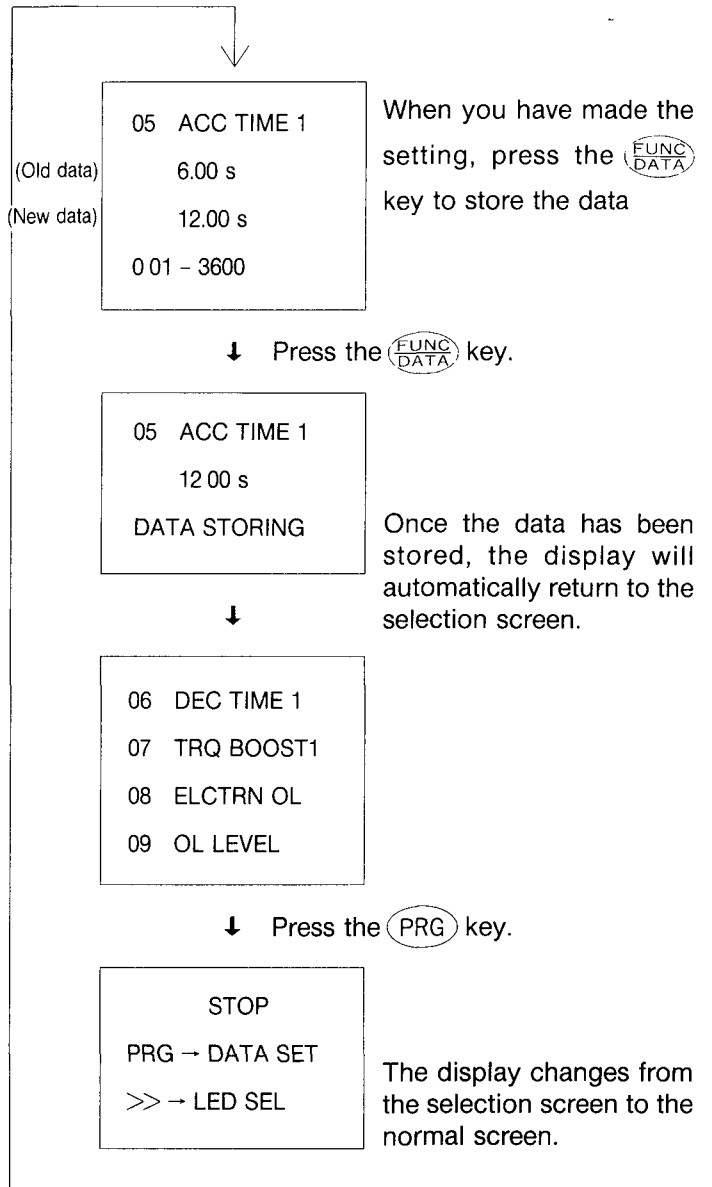 05 ACC TIME 1
(Old data) 6.00 s
(New data) 12.00 s
0 01 – 3600
When you have made the
setting, press the FUNC DATA
key to store the data
↓ Press the FUNC DATA key.
05 ACC TIME 1
12 00 s
DATA STORING
Once the data has been
stored, the display will
automatically return to the
selection screen.
↓
06 DEC TIME 1
07 TRQ BOOST1
08 ELCTRN OL
09 OL LEVEL
↓ Press the PRG key.
STOP
PRG → DATA SET
>> → LED SEL
The display changes from
the selection screen to the
normal screen.